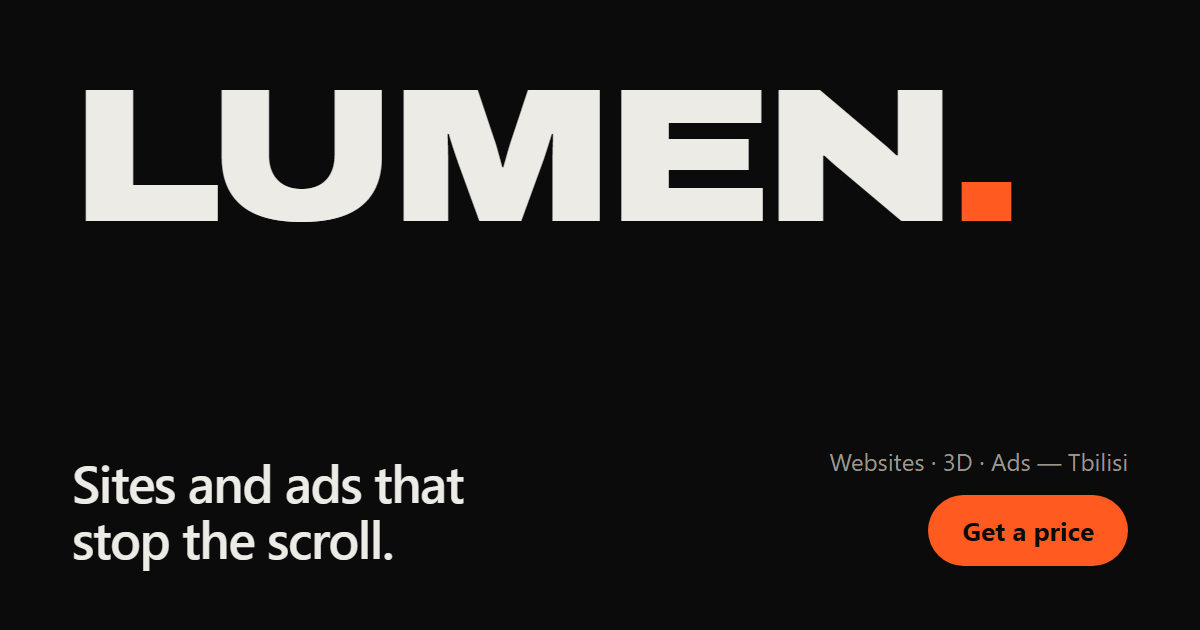 LUMEN.
Sites and ads that
stop the scroll.
Websites · 3D · Ads — Tbilisi
Get a price